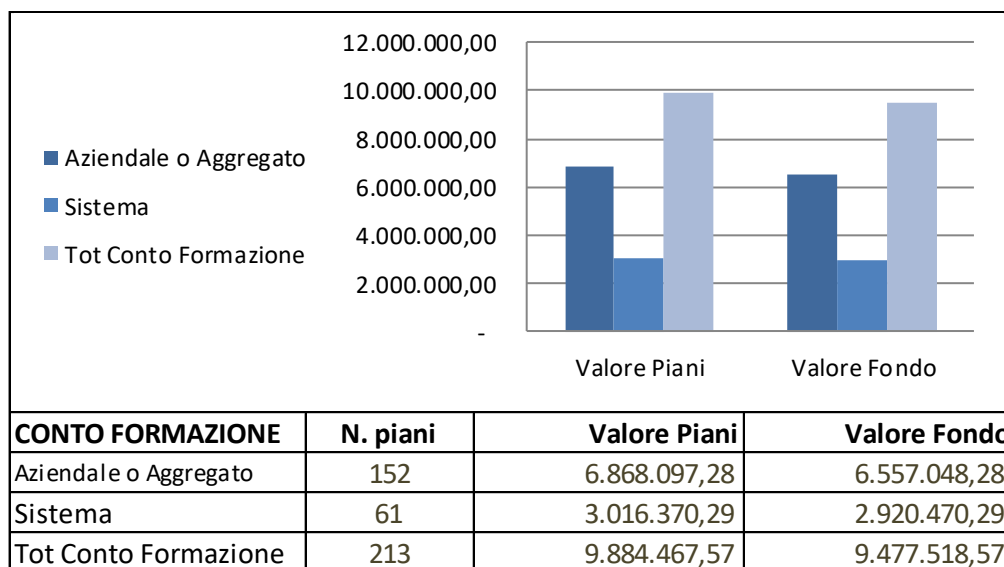 12.000.000,00
10.000.000,00
8.000.000,00
6.000.000,00
4.000.000,00
2.000.000,00
-
Aziendale o Aggregato
Sistema
Tot Conto Formazione
Valore Piani Valore Fondo
CONTO FORMAZIONE N. piani Valore Piani Valore Fondo
Aziendale o Aggregato 152 6.868.097,28 6.557.048,28
Sistema 61 3.016.370,29 2.920.470,29
Tot Conto Formazione 213 9.884.467,57 9.477.518,57